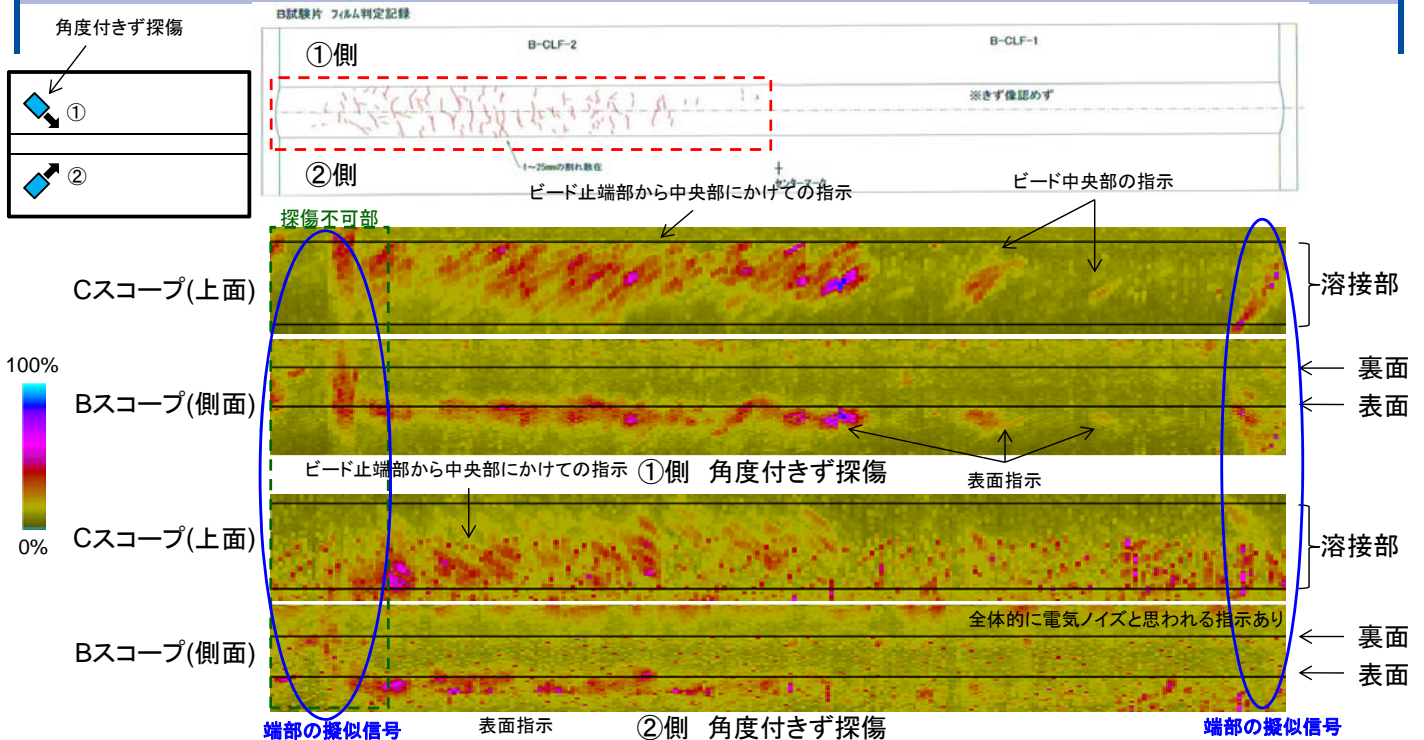 B試験片 フィルム判定記録
角度付きず探傷
①側
B-CLF-2
B-CLF-1
①
※きず像認めず
②
②側
1~25mmの割れ散在
センターマーク
ビード止端部から中央部にかけての指示
ビード中央部の指示
探傷不可部
Cスコープ(上面)
溶接部
100%
裏面
Bスコープ(側面)
表面
ビード止端部から中央部にかけての指示
①側 角度付きず探傷
表面指示
0%
Cスコープ(上面)
溶接部
全体的に電気ノイズと思われる指示あり
裏面
Bスコープ(側面)
表面
端部の擬似信号
表面指示
②側 角度付きず探傷
端部の擬似信号